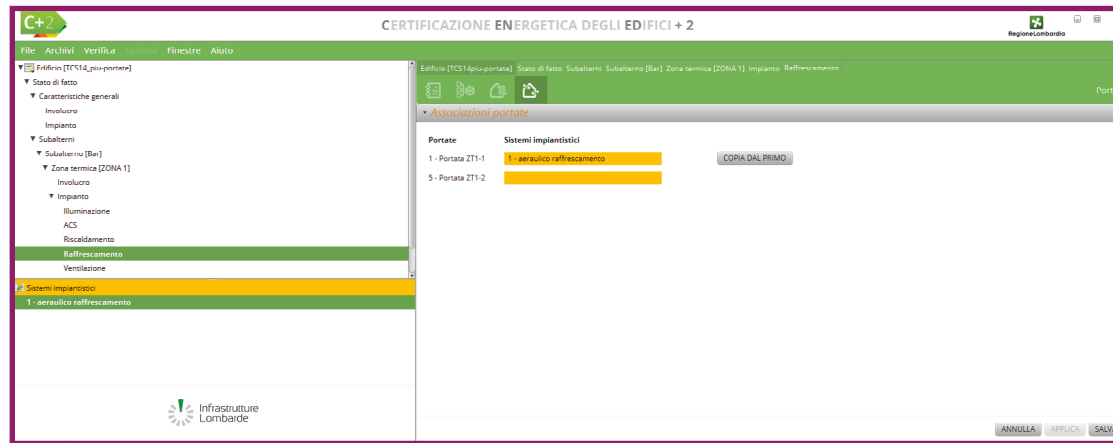 C+2
CERTIFICAZIONE ENERGETICA DEGLI EDIFICI + 2
RegioneLombardia
File Archivi Verifica Opzioni Finestre Aiuto
Edificio [TCS14_piu-portate]
Stato di fatto
Caratteristiche generali
Involucro
Impianto
Subalterni
Subalterno [Bar]
Zona termica [ZONA 1]
Involucro
Impianto
Illuminazione
ACS
Riscaldamento
Raffrescamento
Ventilazione
Sistemi impiantistici
1 - aeraulico raffrescamento
Infrastrutture
Lombarde
Edificio [TCS14piu-portate] Stato di fatto Subalterni Subalterno [Bar] Zona termica [ZONA 1] Impianto Raffrescamento
Port
Associazioni portate
Portate Sistemi impiantistici
1 - Portata ZT1-1 1 - aeraulico raffrescamento COPIA DAL PRIMO
5 - Portata ZT1-2
ANNULLA APPLICA SALV